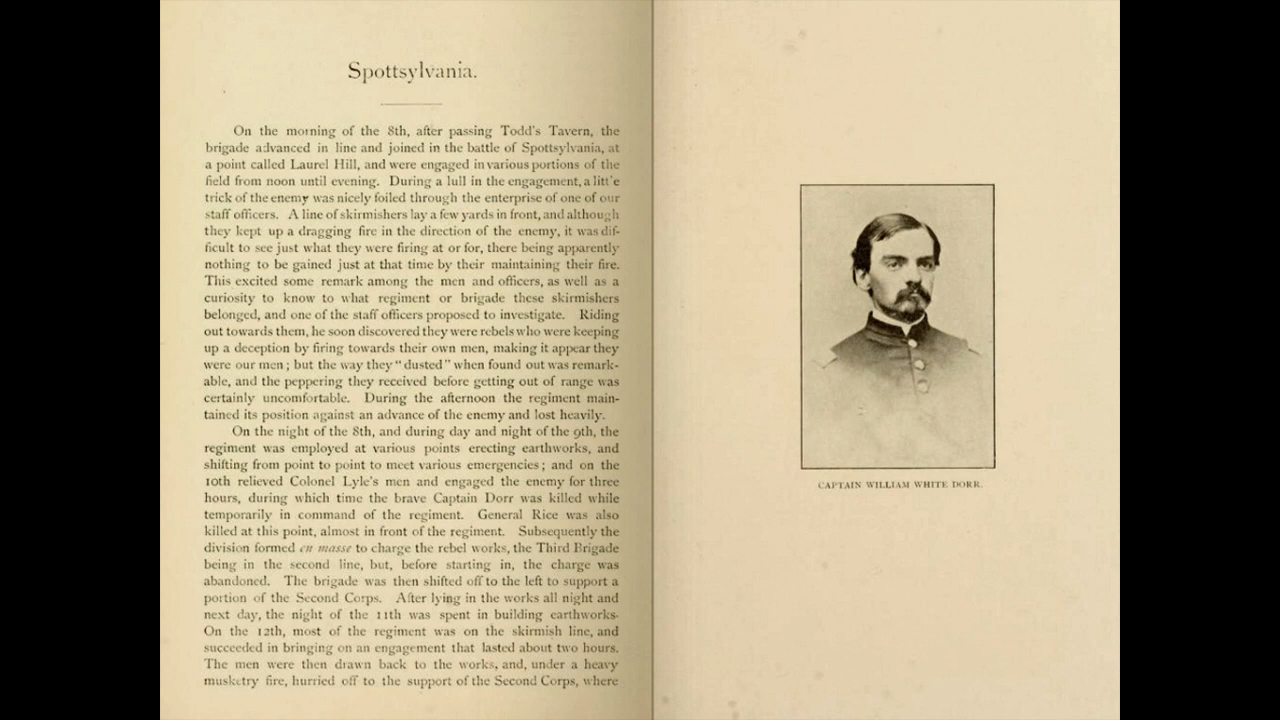 Spottsylvania.
On the morning of the 8th, after passing Todd's Tavern, the
brigade advanced in line and joined in the battle of Spottsylvania, at
a point called Laurel Hill, and were engaged in various portions of the
field from noon until evening. During a lull in the engagement, a little
trick of the enemy was nicely foiled through the enterprise of one of our
staff officers. A line of skirmishers lay a few yards in front, and although
they kept up a dragging fire in the direction of the enemy, it was dif-
ficult to see just what they were firing at or for, there being apparently
nothing to be gained just at that time by their maintaining their fire.
This excited some remark among the men and officers, as well as a
curiosity to know to what regiment or brigade these skirmishers
belonged, and one of the staff officers proposed to investigate. Riding
out towards them, he soon discovered they were rebels who were keeping
up a deception by firing towards their own men, making it appear they
were our men; but the way they "dusted" when found out was remark-
able, and the peppering they received before getting out of range was
certainly uncomfortable. During the afternoon the regiment main-
tained its position against an advance of the enemy and lost heavily.
On the night of the 8th, and during day and night of the 9th, the
regiment was employed at various points erecting earthworks, and
shifting from point to point to meet various emergencies; and on the
10th relieved Colonel Lyle's men and engaged the enemy for three
hours, during which time the brave Captain Dorr was killed while
temporarily in command of the regiment. General Rice was also
killed at this point, almost in front of the regiment. Subsequently the
division formed en masse to charge the rebel works, the Third Brigade
being in the second line, but, before starting in, the charge was
abandoned. The brigade was then shifted off to the left to support a
portion of the Second Corps. After lying in the works all night and
next day, the night of the 11th was spent in building earthworks-
On the 12th, most of the regiment was on the skirmish line, and
succeeded in bringing on an engagement that lasted about two hours.
The men were then drawn back to the works, and, under a heavy
musketry fire, hurried off to the support of the Second Corps, where
CAPTAIN WILLIAM WHITE DORR.